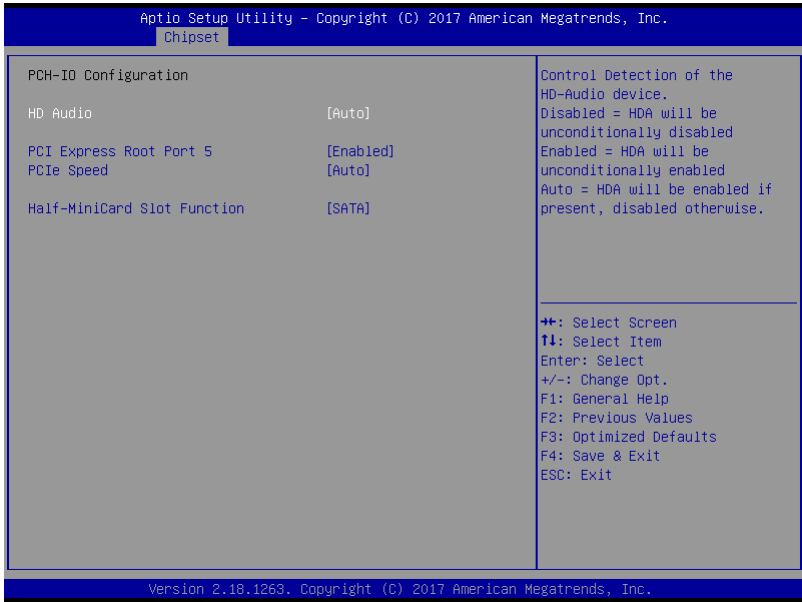 Aptio Setup Utility – Copyright (C) 2017 American Megatrends, Inc.
Chipset
PCH-IO Configuration
HD Audio [Auto]
PCI Express Root Port 5 [Enabled]
PCIe Speed [Auto]
Half-MiniCard Slot Function [SATA]
Control Detection of the
HD-Audio device.
Disabled = HDA will be
unconditionally disabled
Enabled = HDA will be
unconditionally enabled
Auto = HDA will be enabled if
present, disabled otherwise.
→←: Select Screen
↑↓: Select Item
Enter: Select
+/-: Change Opt.
F1: General Help
F2: Previous Values
F3: Optimized Defaults
F4: Save & Exit
ESC: Exit
Version 2.18.1263. Copyright (C) 2017 American Megatrends, Inc.